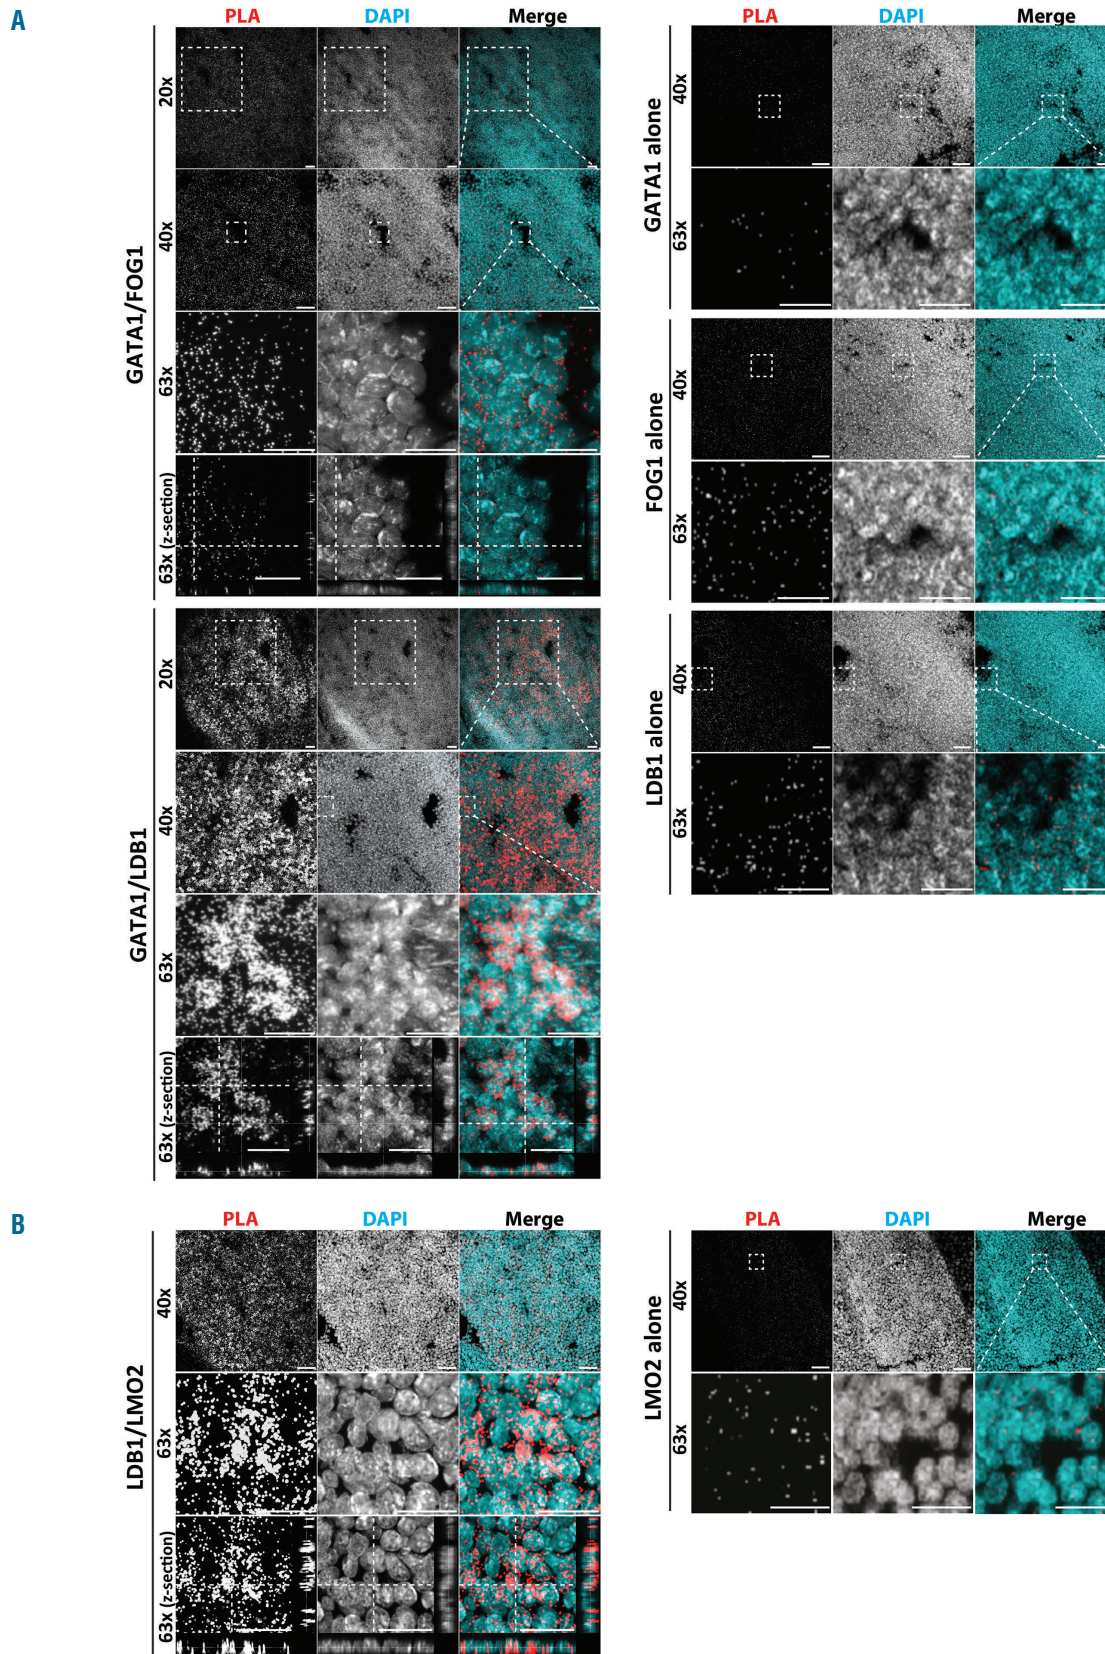 A
PLA DAPI Merge
GATA1/FOG1
20x
40x
63x
63x (z-section)
GATA1/LDB1
20x
40x
63x
63x (z-section)
PLA DAPI Merge
GATA1 alone
40x
63x
FOG1 alone
40x
63x
LDB1 alone
40x
63x
B
PLA DAPI Merge
LDB1/LMO2
40x
63x
63x (z-section)
PLA DAPI Merge
LMO2 alone
40x
63x